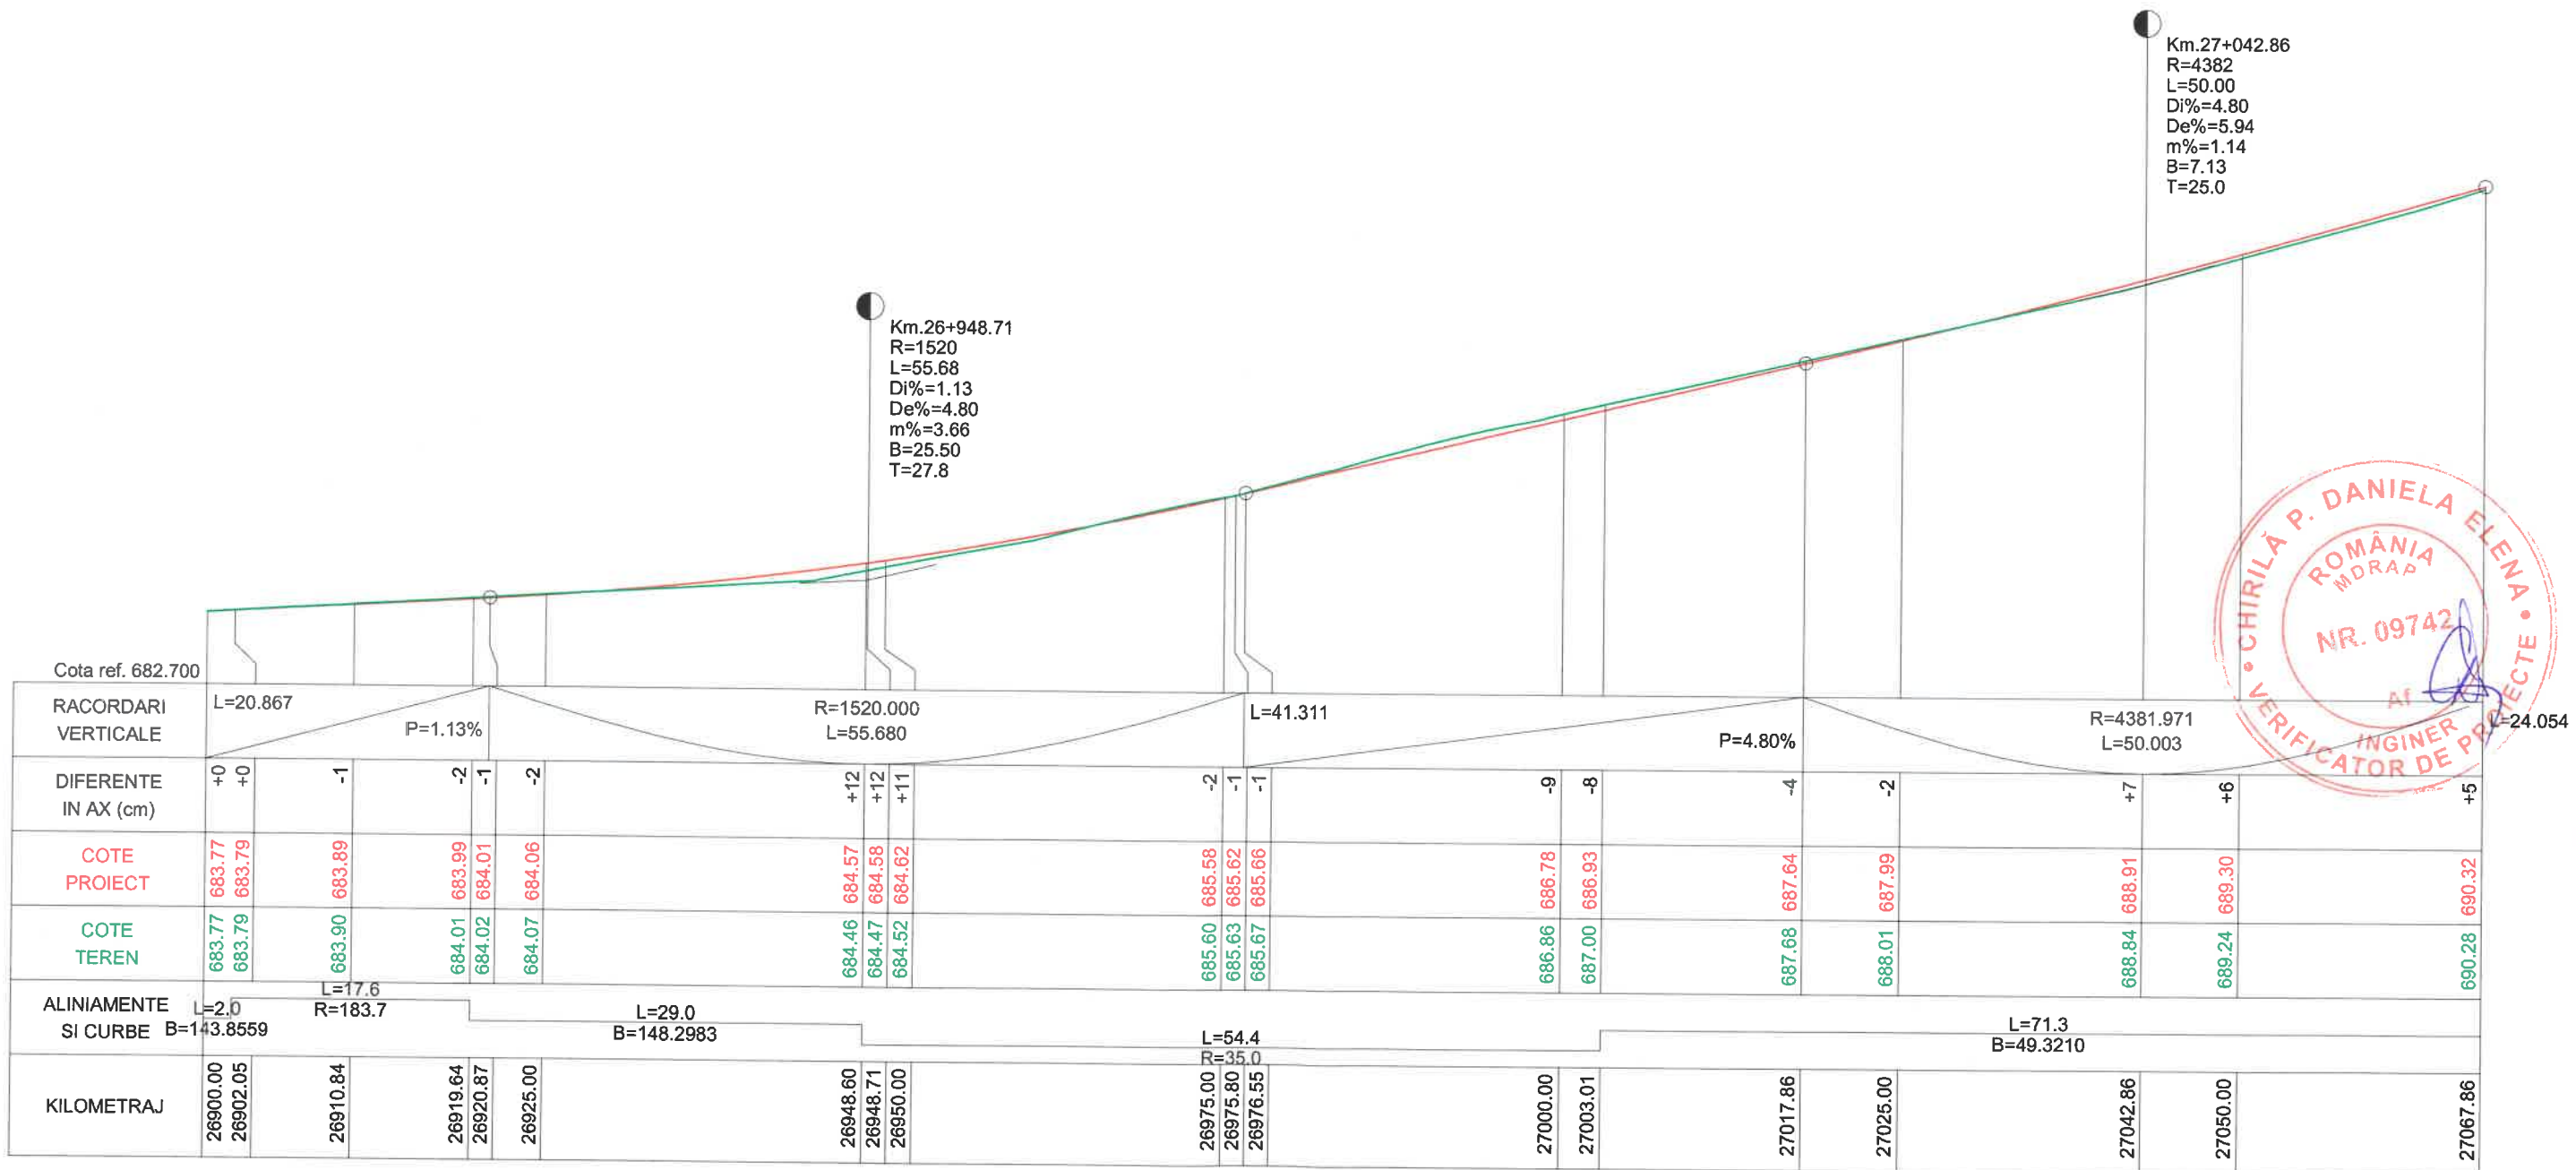 Km.27+042.86
R=4382
L=50.00
Di%=4.80
De%=5.94
m%=1.14
B=7.13
T=25.0
Km.26+948.71
R=1520
L=55.68
Di%=1.13
De%=4.80
m%=3.66
B=25.50
T=27.8
CHIRILĂ P. DANIELA ELENA
VERIFICATOR DE PROIECTE
ROMÂNIA
MDRAP
NR. 09742
Af
INGINER
Cota ref. 682.700
RACORDARI VERTICALE
L=20.867
P=1.13%
R=1520.000
L=55.680
L=41.311
P=4.80%
R=4381.971
L=50.003
L=24.054
DIFERENTE IN AX (cm)
+0 +0 -1 -2 -1 -2 +12 +12 +11 -2 -1 -1 -9 -8 -4 -2 +7 +6 +5
COTE PROIECT
683.77 683.79 683.89 683.99 684.01 684.06 684.57 684.58 684.62 685.58 685.62 685.66 686.78 686.93 687.64 687.99 688.91 689.30 690.32
COTE TEREN
683.77 683.79 683.90 684.01 684.02 684.07 684.46 684.47 684.52 685.60 685.63 685.67 686.86 687.00 687.68 688.01 688.84 689.24 690.28
ALINIAMENTE SI CURBE
L=2.0
B=143.8559
L=17.6
R=183.7
L=29.0
B=148.2983
L=54.4
R=35.0
L=71.3
B=49.3210
KILOMETRAJ
26900.00 26902.05 26910.84 26919.64 26920.87 26925.00 26948.60 26948.71 26950.00 26975.00 26975.80 26976.55 27000.00 27003.01 27017.86 27025.00 27042.86 27050.00 27067.86